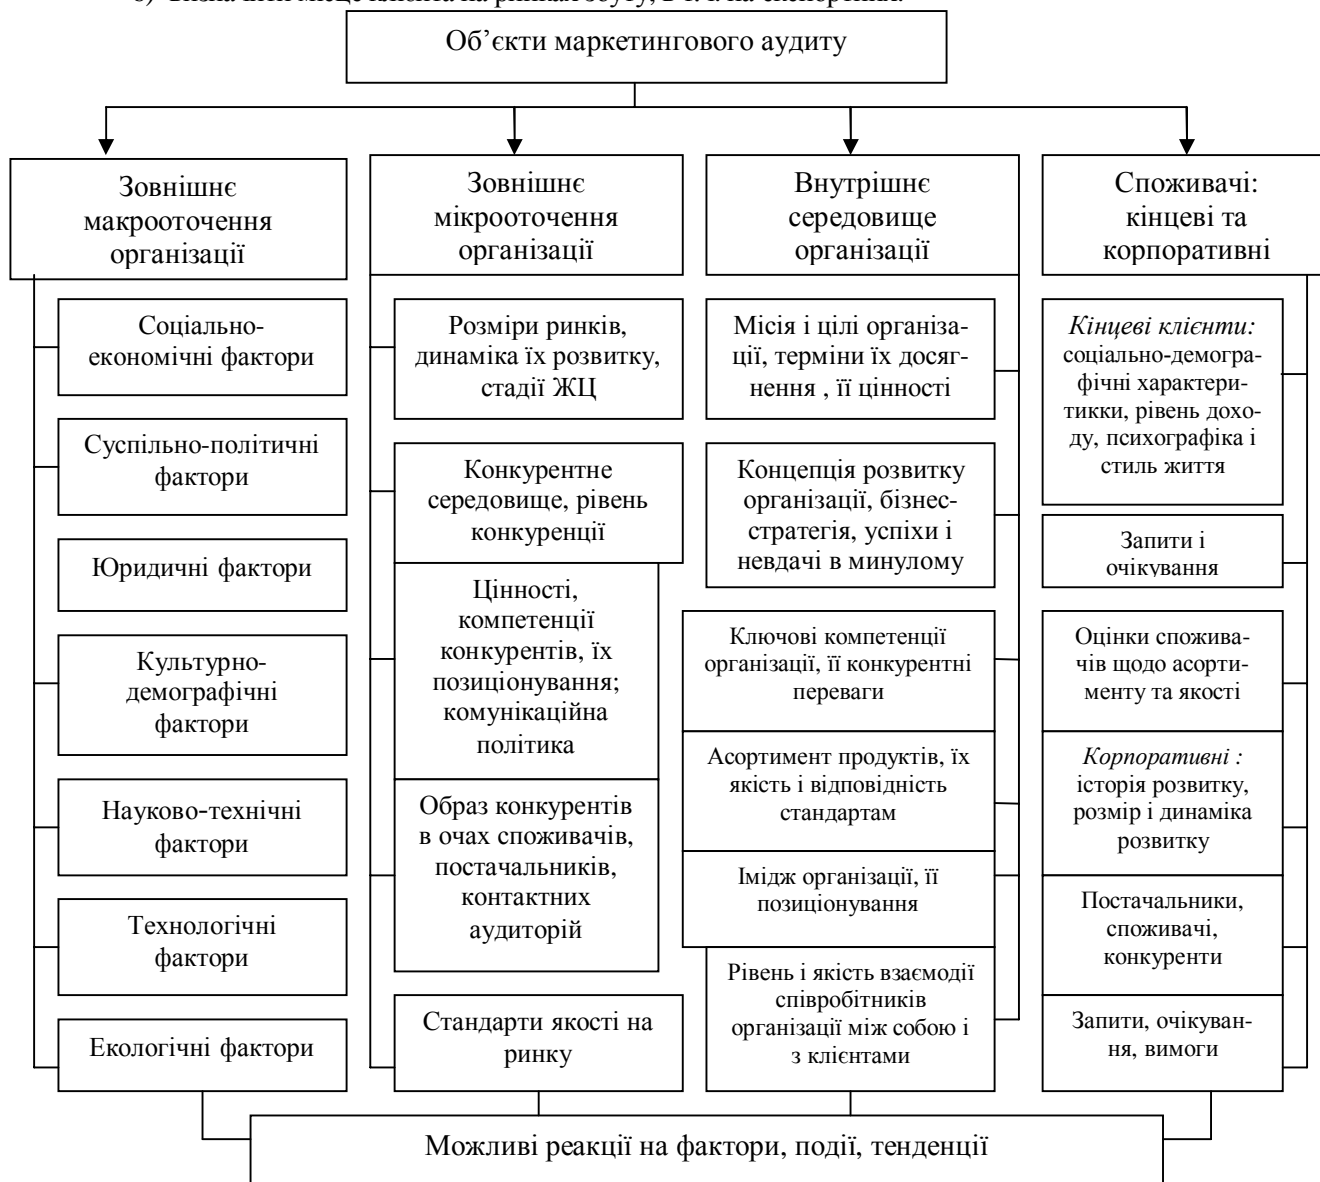 Об’єкти маркетингового аудиту
Зовнішнє
макрооточення
організації
Соціально-
економічні фактори
Суспільно-політичні
фактори
Юридичні фактори
Культурно-
демографічні
фактори
Науково-технічні
фактори
Технологічні
фактори
Екологічні фактори
Зовнішнє
мікрооточення
організації
Розміри ринків,
динаміка їх розвитку,
стадії ЖЦ
Конкурентне
середовище, рівень
конкуренції
Цінності,
компетенції
конкурентів, їх
позиціонування;
комунікаційна
політика
Образ конкурентів
в очах споживачів,
постачальників,
контактних
аудиторій
Стандарти якості на
ринку
Внутрішнє
середовище
організації
Місія і цілі організа-
ції, терміни їх досяг-
нення , її цінності
Концепція розвитку
організації, бізнес-
стратегія, успіхи і
невдачі в минулому
Ключові компетенції
організації, її конкурентні
переваги
Асортимент продуктів, їх
якість і відповідність
стандартам
Імідж організації, її
позиціонування
Рівень і якість взаємодії
співробітників
організації між собою і
з клієнтами
Споживачі:
кінцеві та
корпоративні
Кінцеві клієнти:
соціально-демогра-
фічні характери-
тикки, рівень дохо-
ду, психографіка і
стиль життя
Запити і
очікування
Оцінки спожива-
чів щодо асорти-
менту та якості
Корпоративні :
історія розвитку,
розмір і динаміка
розвитку
Постачальники,
споживачі,
конкуренти
Запити, очікуван-
ня, вимоги
Можливі реакції на фактори, події, тенденції